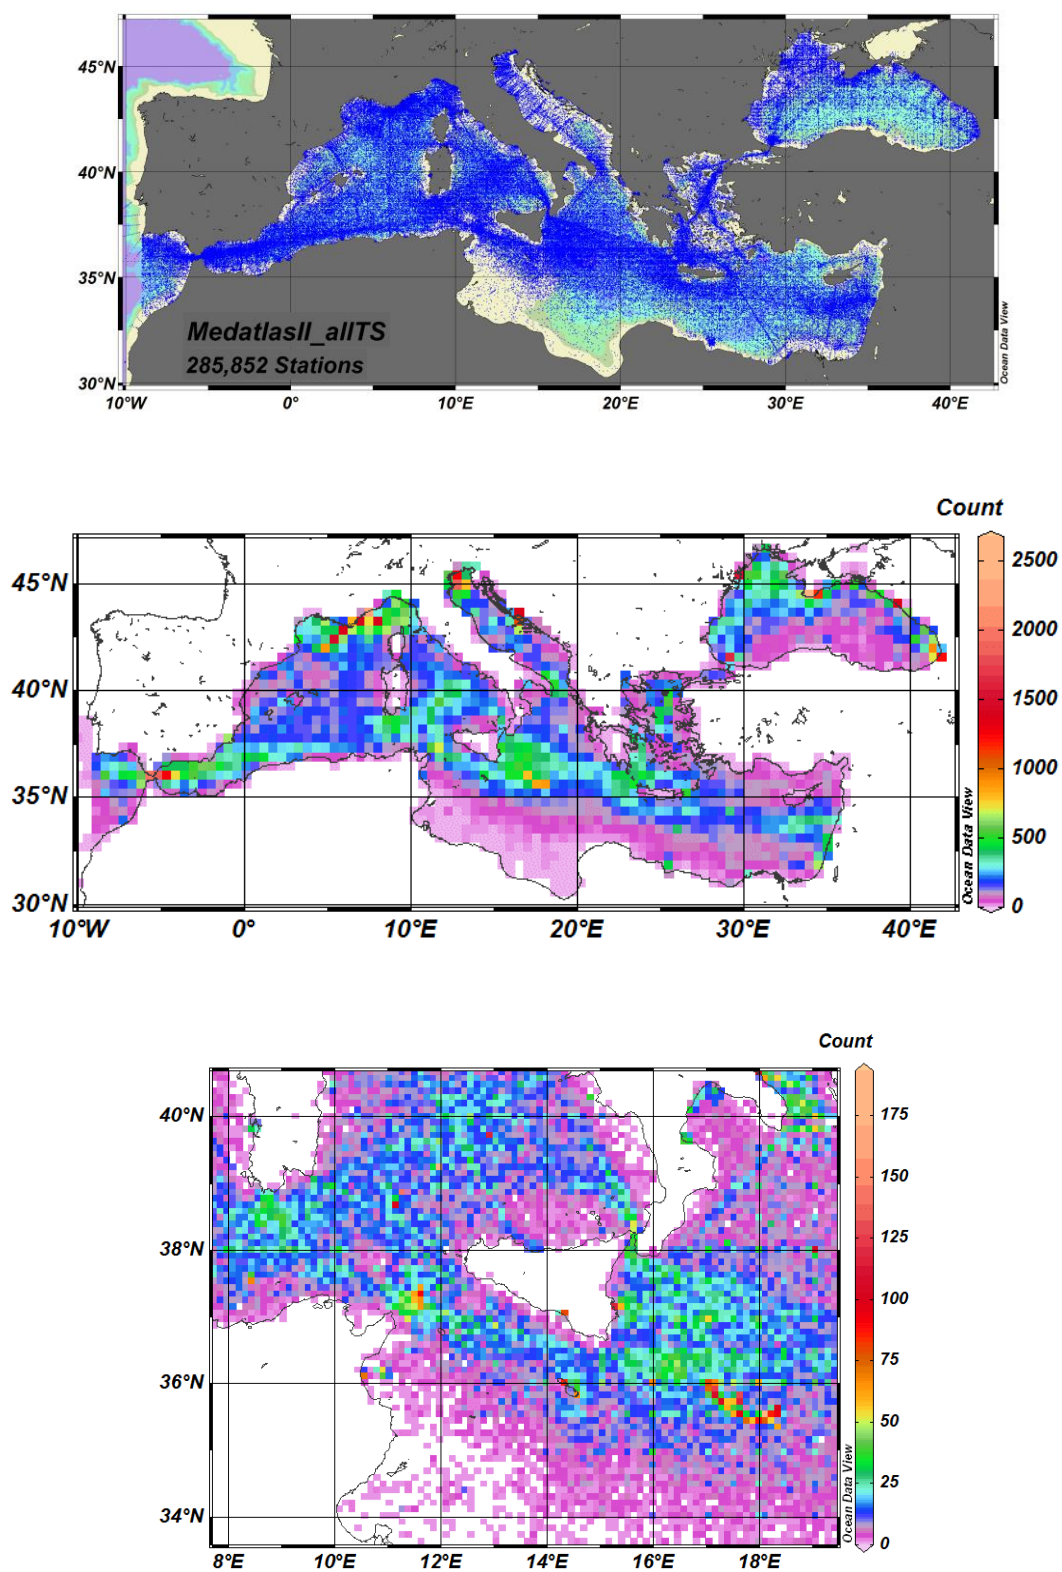 45°N
40°N
35°N
30°N
MedatlasII_allTS
285,852 Stations
Ocean Data View
10°W 0° 10°E 20°E 30°E 40°E
Count
45°N
40°N
35°N
30°N
2500
2000
1500
1000
500
0
Ocean Data View
10°W 0° 10°E 20°E 30°E 40°E
Count
40°N
38°N
36°N
34°N
175
150
125
100
75
50
25
0
Ocean Data View
8°E 10°E 12°E 14°E 16°E 18°E